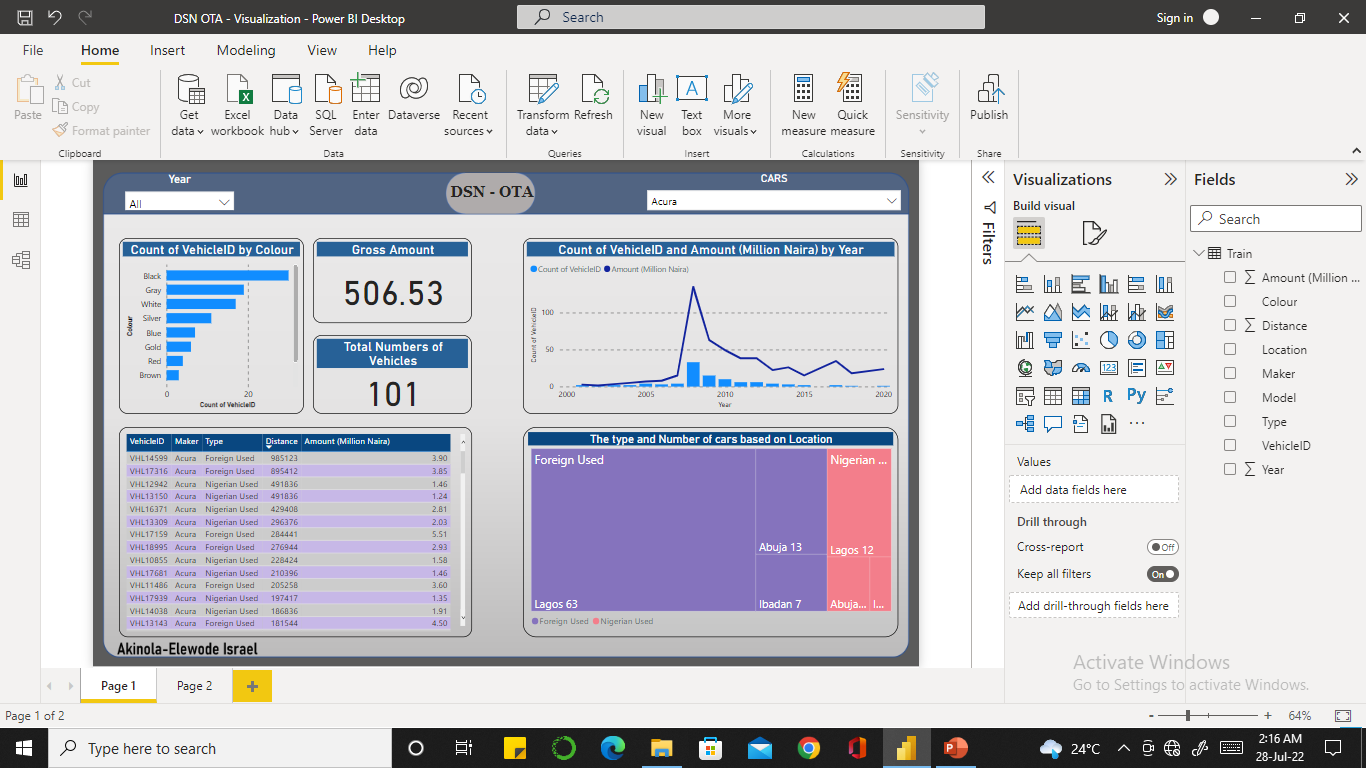 DSN OTA - Visualization - Power BI Desktop
Search
Sign in
File Home Insert Modeling View Help
Paste
Cut
Copy
Format painter
Clipboard
Get data
Excel workbook
Data hub
SQL Server
Enter data
Dataverse
Recent sources
Data
Transform data
Refresh
Queries
New visual
Text box
More visuals
Insert
New measure
Quick measure
Calculations
Sensitivity
Sensitivity
Publish
Share
Year
All
DSN - OTA
CARS
Acura
Count of VehicleID by Colour
Colour
Black
Gray
White
Silver
Blue
Gold
Red
Brown
0 20
Count of VehicleID
Gross Amount
506.53
Total Numbers of
Vehicles
101
Count of VehicleID and Amount (Million Naira) by Year
Count of VehicleID Amount (Million Naira)
Count of VehicleID
100
50
0
2000 2005 2010 2015 2020
Year
VehicleID Maker Type Distance Amount (Million Naira)
VHL14599 Acura Foreign Used 985123 3.90
VHL17316 Acura Foreign Used 895412 3.85
VHL12942 Acura Nigerian Used 491836 1.46
VHL13150 Acura Nigerian Used 491836 1.24
VHL16371 Acura Nigerian Used 429408 2.81
VHL13309 Acura Nigerian Used 296376 2.03
VHL17159 Acura Foreign Used 284441 5.51
VHL18995 Acura Foreign Used 276944 2.93
VHL10855 Acura Nigerian Used 228424 1.58
VHL17681 Acura Nigerian Used 210396 1.46
VHL11486 Acura Foreign Used 205258 3.60
VHL17939 Acura Nigerian Used 197417 1.35
VHL14038 Acura Nigerian Used 186836 1.91
VHL13143 Acura Foreign Used 181544 4.50
The type and Number of cars based on Location
Foreign Used
Nigerian ...
Abuja 13
Lagos 12
Lagos 63
Ibadan 7
Abuja...
I...
Foreign Used Nigerian Used
Akinola-Elewode Israel
Filters
Visualizations
Build visual
123
R
Py
...
Values
Add data fields here
Drill through
Cross-report
Off
Keep all filters
On
Add drill-through fields here
Fields
Search
Train
Amount (Million ...
Colour
Distance
Location
Maker
Model
Type
VehicleID
Year
Activate Windows
Go to Settings to activate Windows.
Page 1
Page 2
Page 1 of 2
- + 64%
Type here to search
24°C
2:16 AM
28-Jul-22